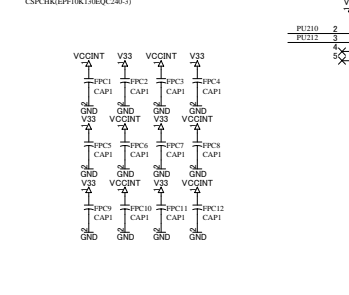 CSPCHK(EPF10K130EQC240-3)
V
PU210 2
PU212 3
4
5
VCCINT V33 VCCINT V33
FPC1 FPC2 FPC3 FPC4
CAP1 CAP1 CAP1 CAP1
GND GND GND GND
V33 VCCINT V33 VCCINT
FPC5 FPC6 FPC7 FPC8
CAP1 CAP1 CAP1 CAP1
GND GND GND GND
V33 VCCINT V33 VCCINT
FPC9 FPC10 FPC11 FPC12
CAP1 CAP1 CAP1 CAP1
GND GND GND GND